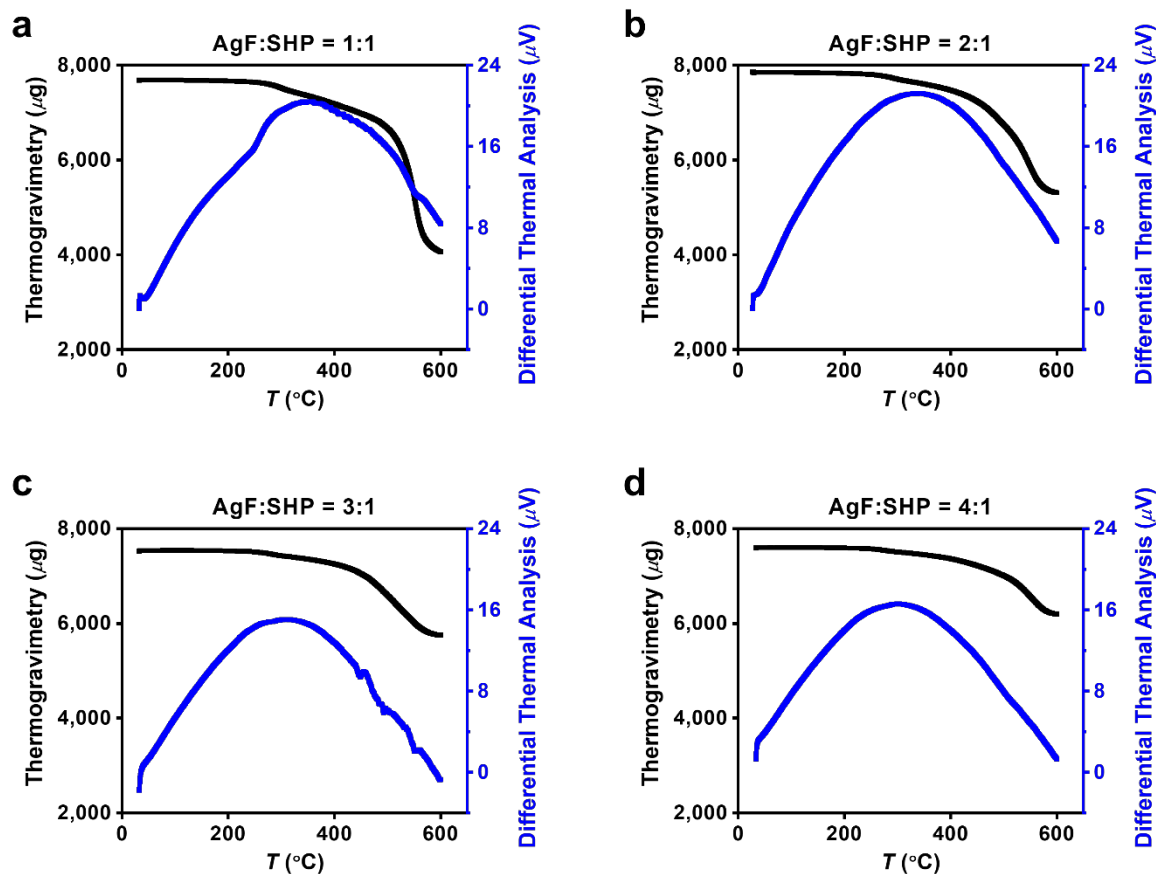 a
AgF:SHP = 1:1
8,000
6,000
4,000
2,000
Thermogravimetry (μg)
24
16
8
0
Differential Thermal Analysis (μV)
0
200
400
600
T (°C)
b
AgF:SHP = 2:1
8,000
6,000
4,000
2,000
Thermogravimetry (μg)
24
16
8
0
Differential Thermal Analysis (μV)
0
200
400
600
T (°C)
c
AgF:SHP = 3:1
8,000
6,000
4,000
2,000
Thermogravimetry (μg)
24
16
8
0
Differential Thermal Analysis (μV)
0
200
400
600
T (°C)
d
AgF:SHP = 4:1
8,000
6,000
4,000
2,000
Thermogravimetry (μg)
24
16
8
0
Differential Thermal Analysis (μV)
0
200
400
600
T (°C)